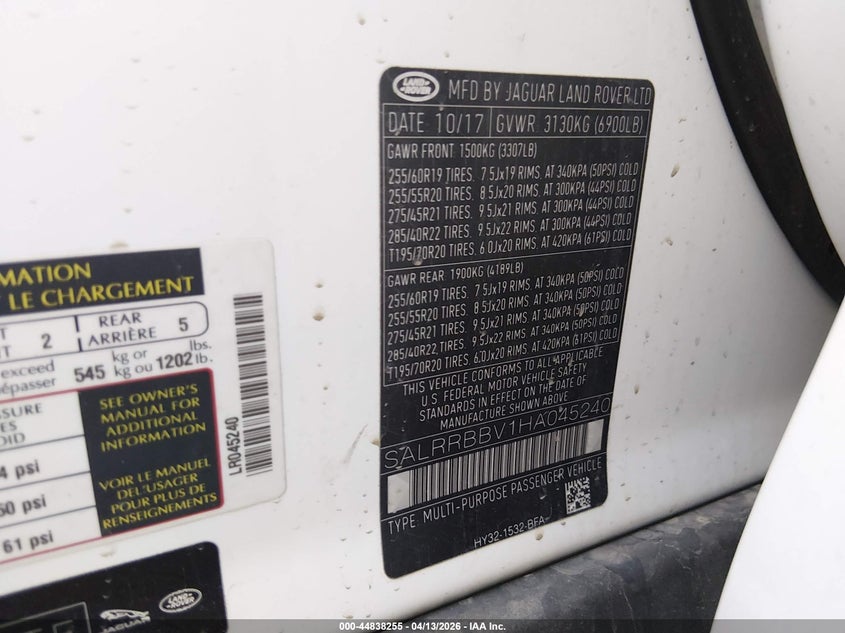 LAND ROVER
MFD BY JAGUAR LAND ROVER LTD
DATE 10/17 GVWR 3130KG (6900LB)
GAWR FRONT 1500KG (3307LB)
255/60R19 TIRES. 7.5Jx19 RIMS. AT 340KPA (50PSI) COLD
255/55R20 TIRES. 8.5Jx20 RIMS. AT 300KPA (44PSI) COLD
275/45R21 TIRES. 9.5Jx21 RIMS. AT 300KPA (44PSI) COLD
285/40R22 TIRES. 9.5Jx22 RIMS. AT 300KPA (44PSI) COLD
T195/70R20 TIRES. 6.0Jx20 RIMS. AT 420KPA (61PSI) COLD
GAWR REAR 1900KG (4189LB)
255/60R19 TIRES. 7.5Jx19 RIMS. AT 340KPA (50PSI) COLD
255/55R20 TIRES. 8.5Jx20 RIMS. AT 340KPA (50PSI) COLD
275/45R21 TIRES. 9.5Jx21 RIMS. AT 340KPA (50PSI) COLD
285/40R22 TIRES. 9.5Jx22 RIMS. AT 340KPA (50PSI) COLD
T195/70R20 TIRES. 6.0Jx20 RIMS. AT 420KPA (61PSI) COLD
THIS VEHICLE CONFORMS TO ALL APPLICABLE
U.S. FEDERAL MOTOR VEHICLE SAFETY
STANDARDS IN EFFECT ON THE DATE OF
MANUFACTURE SHOWN ABOVE
SALRRBBV1HA045240
TYPE: MULTI-PURPOSE PASSENGER VEHICLE
HY32-1532-BFA
MATION
LE CHARGEMENT
2 REAR ARRIÈRE 5
exceed 545 kg or kg ou 1202 lbs. lb.
SEE OWNER'S
MANUAL FOR
ADDITIONAL
INFORMATION
VOIR LE MANUEL
DE L'USAGER
POUR PLUS DE
RENSEIGNEMENTS
4 psi
50 psi
61 psi
LR045240
JAGUAR
LAND ROVER
000-44838255 - 04/13/2026 - IAA Inc.